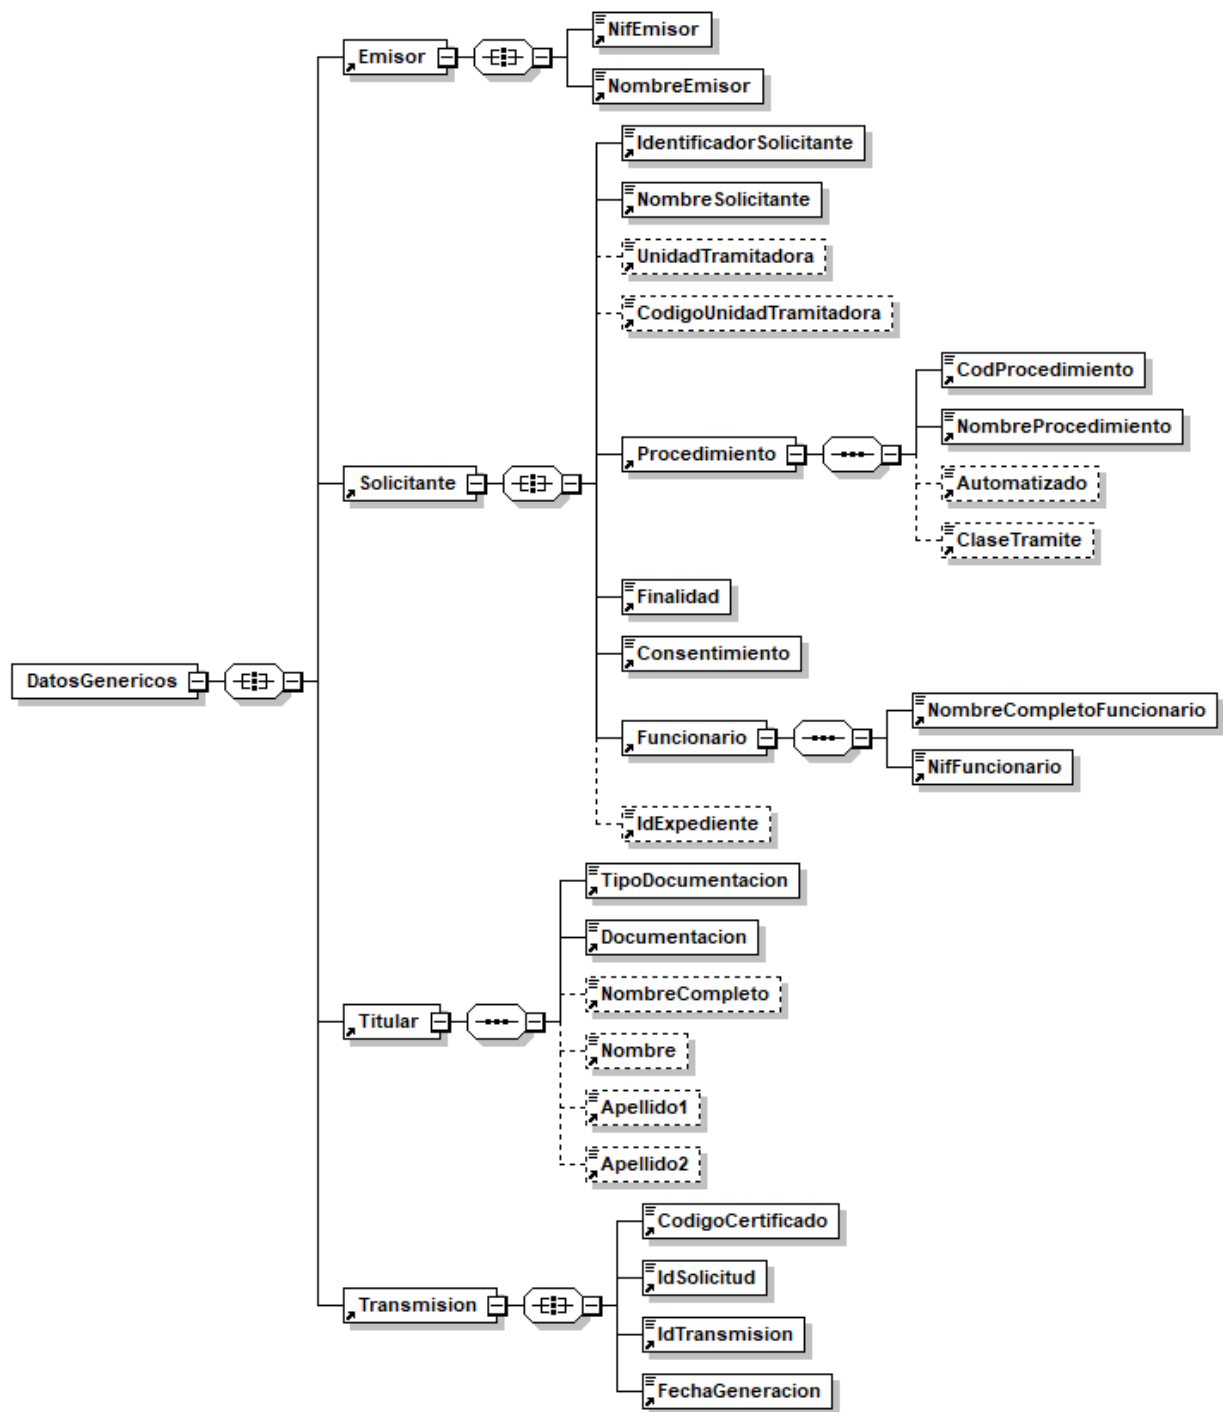 NifEmisor
Emisor
NombreEmisor
IdentificadorSolicitante
NombreSolicitante
UnidadTramitadora
CodigoUnidadTramitadora
CodProcedimiento
NombreProcedimiento
Procedimiento
Solicitante
Automatizado
ClaseTramite
Finalidad
Consentimiento
DatosGenericos
NombreCompletoFuncionario
Funcionario
NifFuncionario
IdExpediente
TipoDocumentacion
Documentacion
NombreCompleto
Titular
Nombre
Apellido1
Apellido2
CodigoCertificado
IdSolicitud
Transmision
IdTransmision
FechaGeneracion